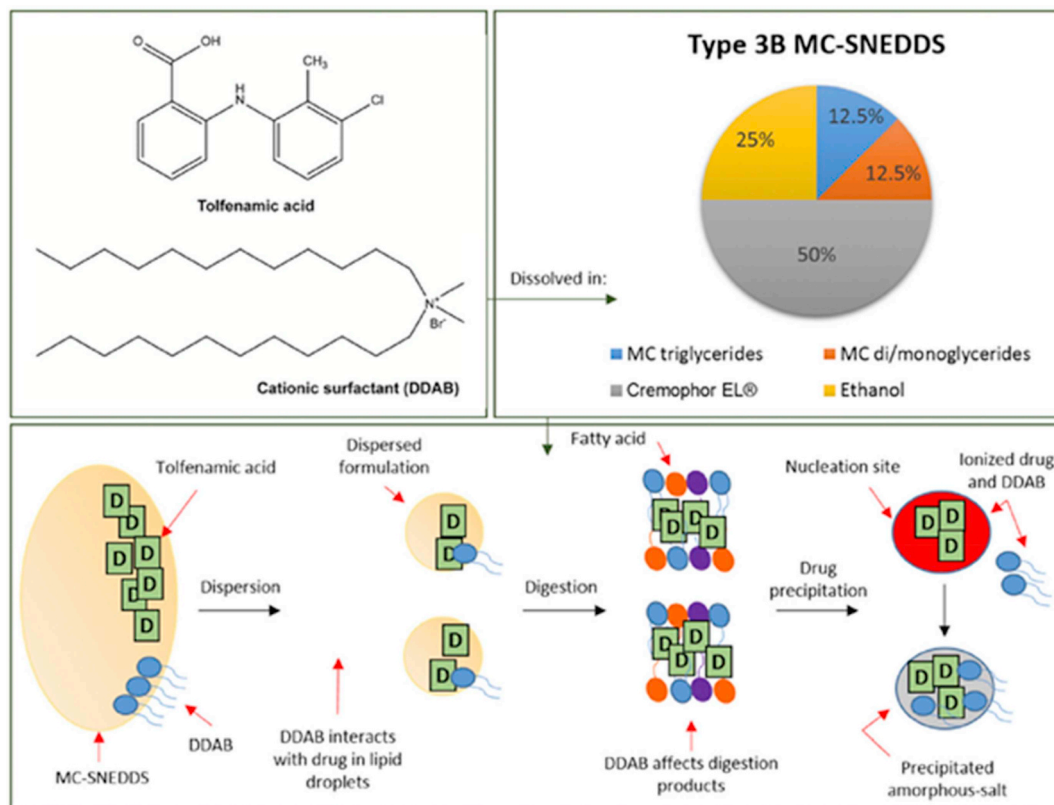 O
OH
H
N
CH3
Cl
Tolfenamic acid
N+
Br-
Cationic surfactant (DDAB)
Dissolved in:
Type 3B MC-SNEDDS
12.5%
12.5%
50%
25%
MC triglycerides
MC di/monoglycerides
Cremophor EL®
Ethanol
Tolfenamic acid
D
D
D
D
D
D
D
D
MC-SNEDDS
DDAB
Dispersion
Dispersed
formulation
D
D
D
D
DDAB interacts
with drug in lipid
droplets
Digestion
Fatty acid
D
D
D
D
D
D
D
D
DDAB affects digestion
products
Drug
precipitation
Nucleation site
Ionized drug
and DDAB
D
D
D
D
D
D
Precipitated
amorphous-salt